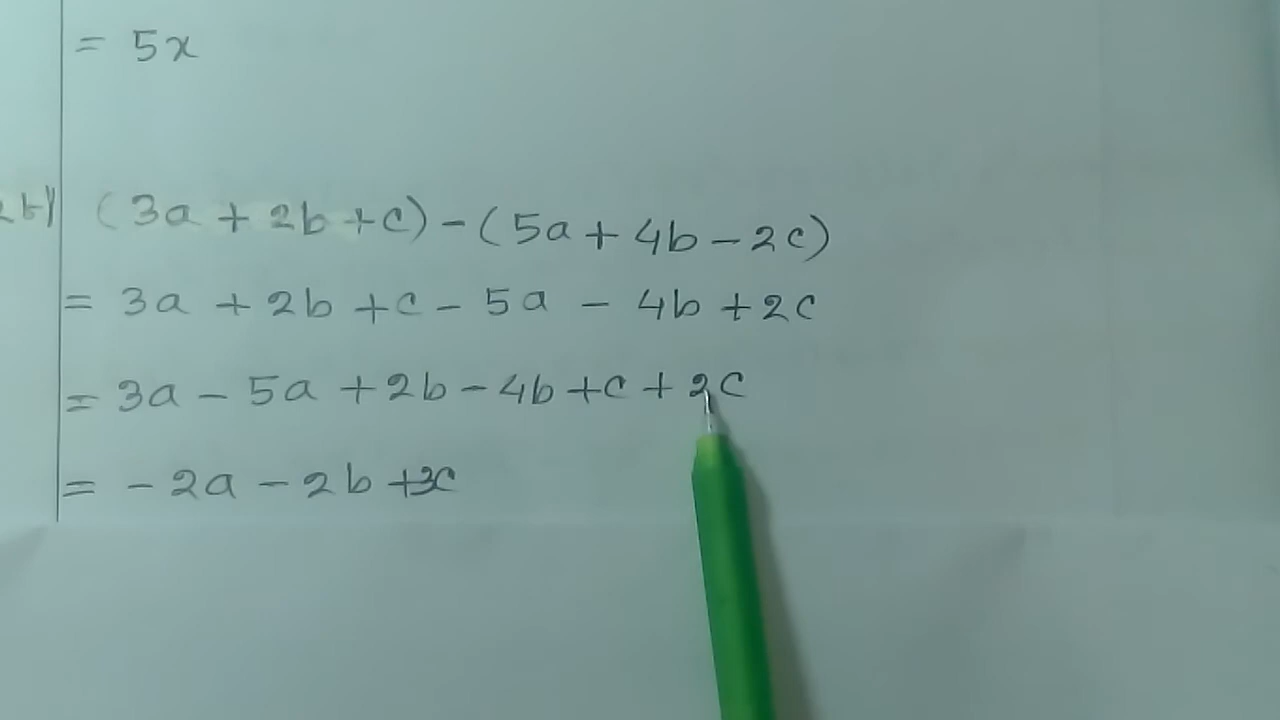 = 5x
b) (3a + 2b + c) - (5a + 4b - 2c)
= 3a + 2b + c - 5a - 4b + 2c
= 3a - 5a + 2b - 4b + c + 2c
= - 2a - 2b + 3c